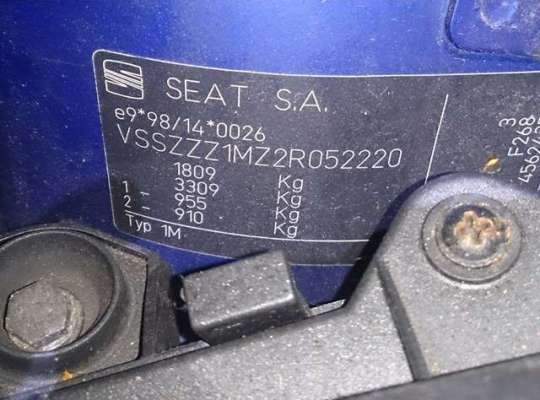 SEAT S.A.
e9*98/14*0026
VSSZZZ1MZ2R052220
1809 Kg
3309 Kg
1 - 955 Kg
2 - 910 Kg
Typ 1M
3
F268